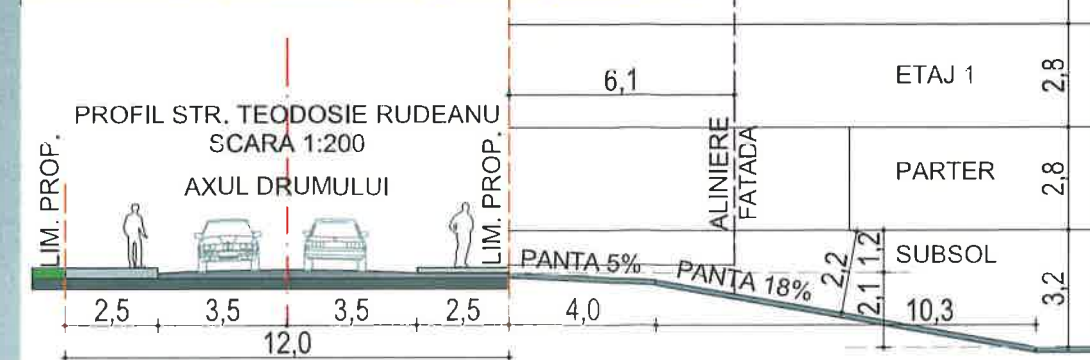 6,1
ETAJ 1
2,8
PROFIL STR. TEODOSIE RUDEANU
SCARA 1:200
AXUL DRUMULUI
LIM. PROP.
LIM. PROP.
ALINIERE
FATADA
PARTER
2,8
SUBSOL
PANTA 5%
PANTA 18%
2,2
1,2
2,1
3,2
2,5
3,5
3,5
2,5
4,0
10,3
12,0